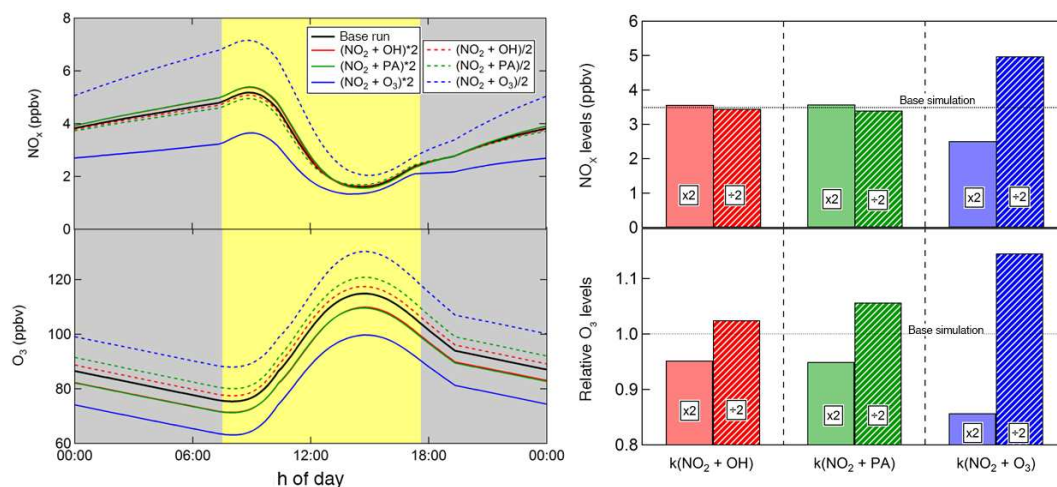 8
6
4
2
0
NOx (ppbv)
Base run
(NO2 + OH)*2
(NO2 + PA)*2
(NO2 + O3)*2
(NO2 + OH)/2
(NO2 + PA)/2
(NO2 + O3)/2
120
100
80
60
O3 (ppbv)
00:00 06:00 12:00 18:00 00:00
h of day
6
5
4
3
2
1
0
NOx levels (ppbv)
Base simulation
x2 ÷2 x2 ÷2 x2 ÷2
1.1
1.0
0.9
0.8
Relative O3 levels
Base simulation
x2 ÷2 x2 ÷2 x2 ÷2
k(NO2 + OH) k(NO2 + PA) k(NO2 + O3)